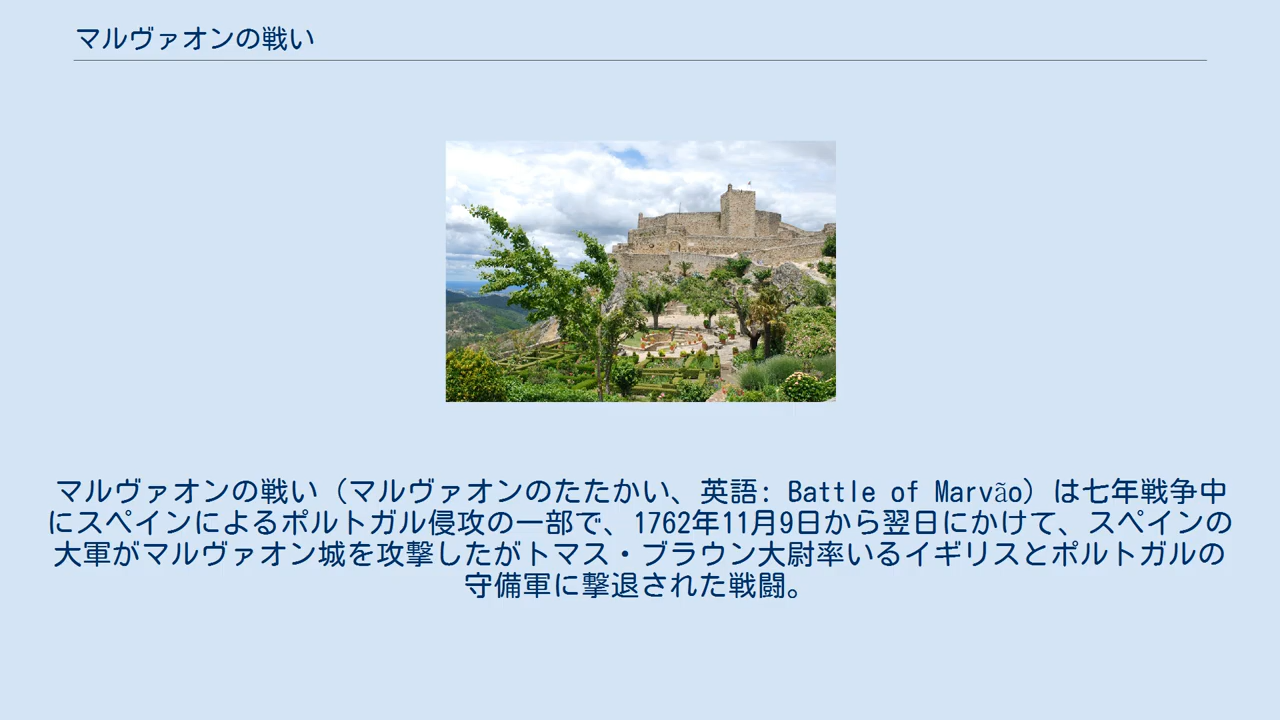 マルヴァオンの戦い
マルヴァオンの戦い（マルヴァオンのたたかい、英語: Battle of Marvão）は七年戦争中
にスペインによるポルトガル侵攻の一部で、1762年11月9日から翌日にかけて、スペインの
大軍がマルヴァオン城を攻撃したがトマス・ブラウン大尉率いるイギリスとポルトガルの
守備軍に撃退された戦闘。